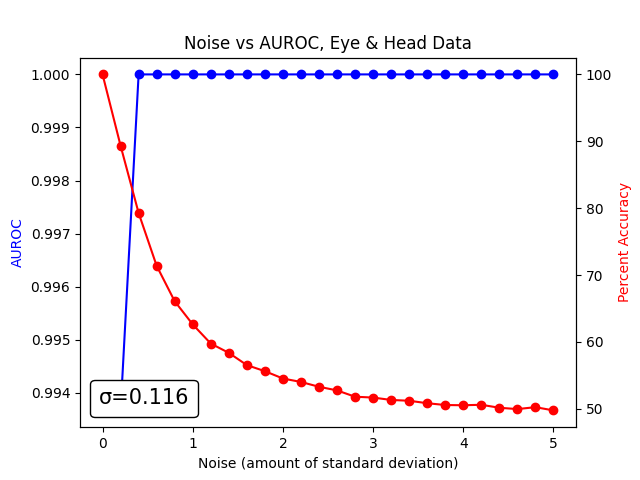 Noise vs AUROC, Eye & Head Data
1.000
0.999
0.998
0.997
0.996
0.995
0.994
AUROC
σ=0.116
100
90
80
70
60
50
Percent Accuracy
0 1 2 3 4 5
Noise (amount of standard deviation)